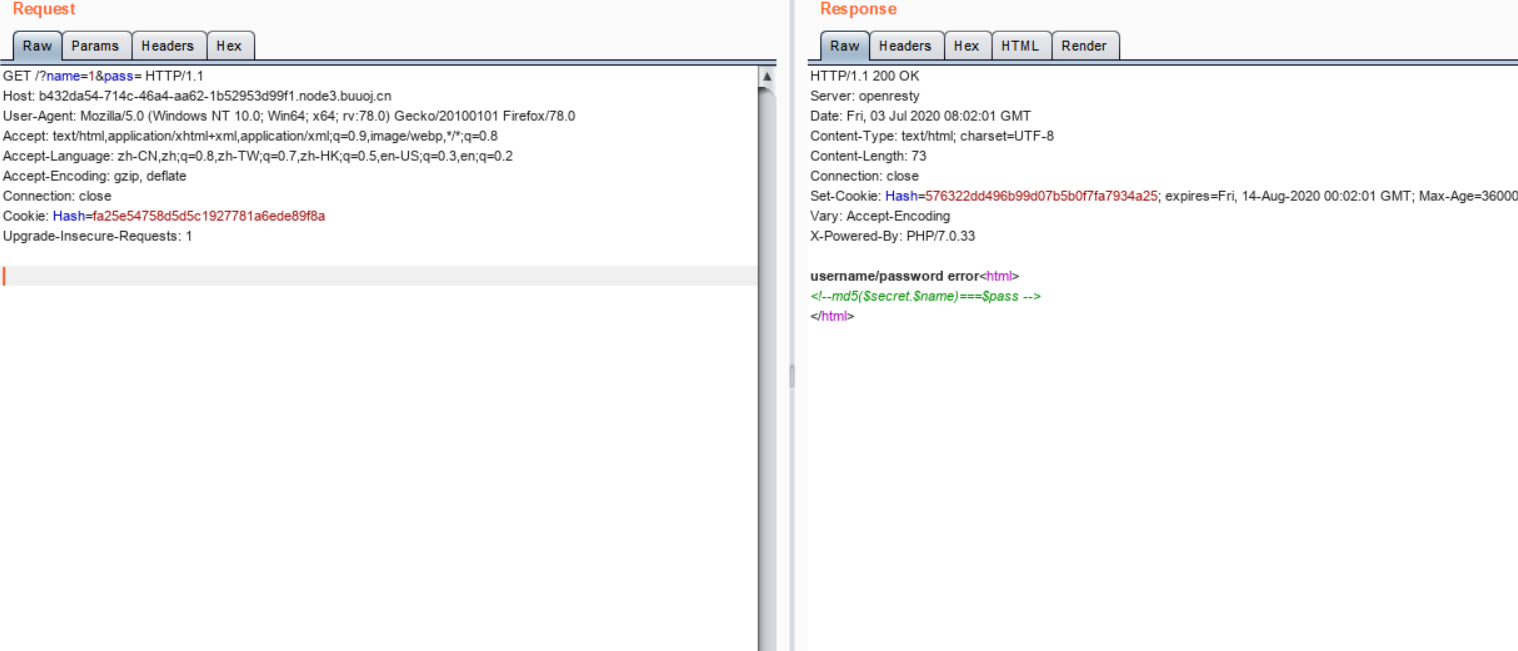 Request
Raw Params Headers Hex
GET /?name=1&pass= HTTP/1.1
Host: b432da54-714c-46a4-aa62-1b52953d99f1.node3.buuoj.cn
User-Agent: Mozilla/5.0 (Windows NT 10.0; Win64; x64; rv:78.0) Gecko/20100101 Firefox/78.0
Accept: text/html,application/xhtml+xml,application/xml;q=0.9,image/webp,*/*;q=0.8
Accept-Language: zh-CN,zh;q=0.8,zh-TW;q=0.7,zh-HK;q=0.5,en-US;q=0.3,en;q=0.2
Accept-Encoding: gzip, deflate
Connection: close
Cookie: Hash=fa25e54758d5d5c1927781a6ede89f8a
Upgrade-Insecure-Requests: 1
Response
Raw Headers Hex HTML Render
HTTP/1.1 200 OK
Server: openresty
Date: Fri, 03 Jul 2020 08:02:01 GMT
Content-Type: text/html; charset=UTF-8
Content-Length: 73
Connection: close
Set-Cookie: Hash=576322dd496b99d07b5b0f7fa7934a25; expires=Fri, 14-Aug-2020 00:02:01 GMT; Max-Age=36000
Vary: Accept-Encoding
X-Powered-By: PHP/7.0.33
username/password error<html>
<!--md5($secret.$name)===$pass -->
</html>